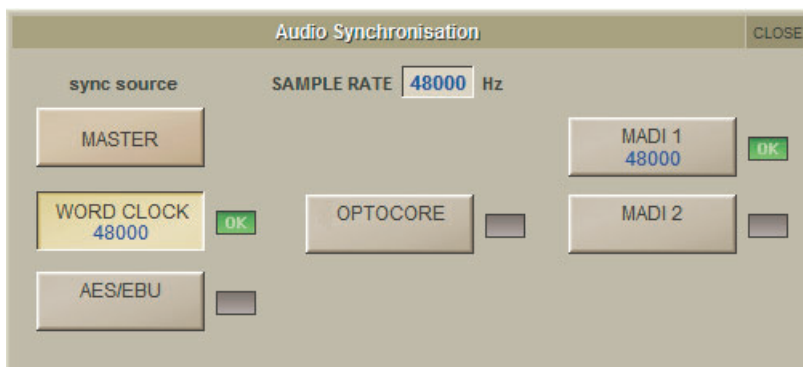 Audio Synchronisation
CLOSE
sync source
SAMPLE RATE 48000 Hz
MASTER
MADI 1
48000
OK
WORD CLOCK
48000
OK
OPTOCORE
MADI 2
AES/EBU